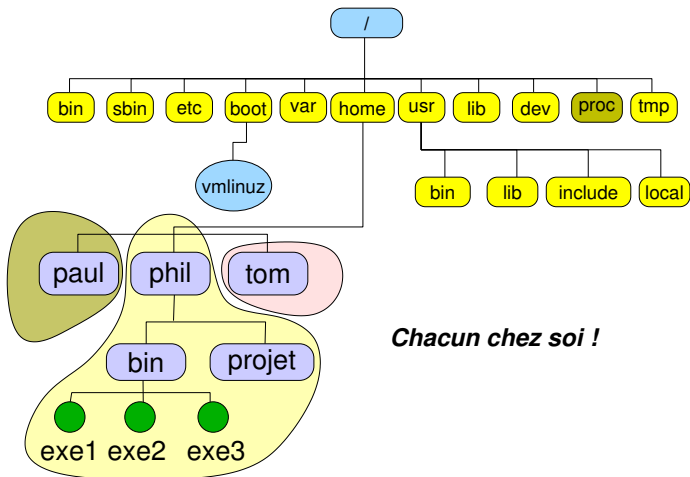 /
bin sbin etc boot var home usr lib dev proc tmp
vmlinuz bin lib include local
paul phil tom
Chacun chez soi !
bin projet
exe1 exe2 exe3